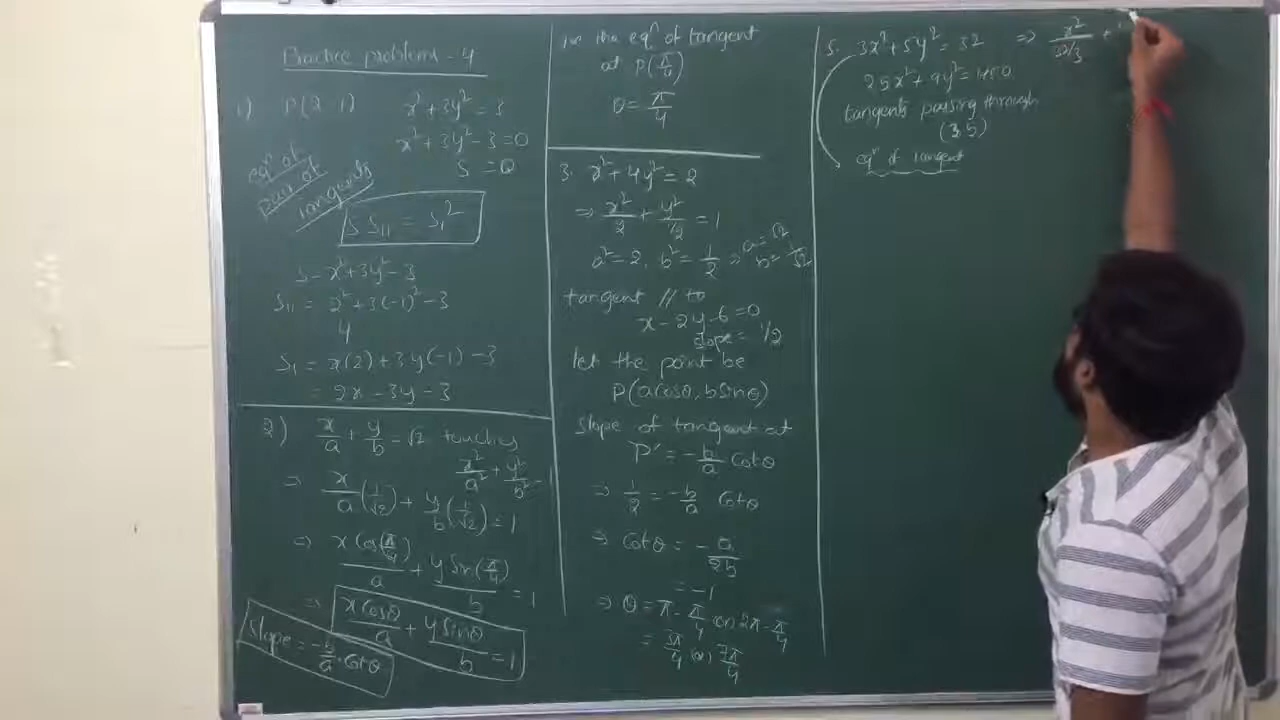 Practice problems - 4
1) P(2 -1) x²+3y² = 3
x²+3y²-3 = 0
S = 0
eqⁿ of
pair of
tangents
S S₁₁ = S₁²
S = x²+3y²-3
S₁₁ = 2²+3(-1)²-3
4
S₁ = x(2)+3y(-1)-3
= 2x-3y-3
2) x/a + y/b = √2 touches
x²/a² + y²/b² = 1
⇒ x/a (1/√2) + y/b (1/√2) = 1
⇒ x cos(π/4)/a + y sin(π/4)/b = 1
⇒ x cosθ/a + y sinθ/b = 1
slope = -b/a cotθ
the eqⁿ of tangent
at P(π/4)
θ = π/4
3. x²+4y² = 2
⇒ x²/2 + y²/½ = 1
a² = 2, b² = 1/2 ⇒ a = √2
b = 1/√2
tangent // to
x-2y-6 = 0
slope = 1/2
let the point be
P(acosθ, bsinθ)
slope of tangent at
'P' = -b/a cotθ
⇒ 1/2 = -b/a cotθ
⇒ cotθ = -a/2b
= -1
⇒ θ = π - π/4 (or) 2π - π/4
= 3π/4 (or) 7π/4
5. 3x²+5y² = 32 ⇒ x²/32/3 +
25x²+9y² = 450
tangents passing through
(3,5)
eqⁿ of tangent